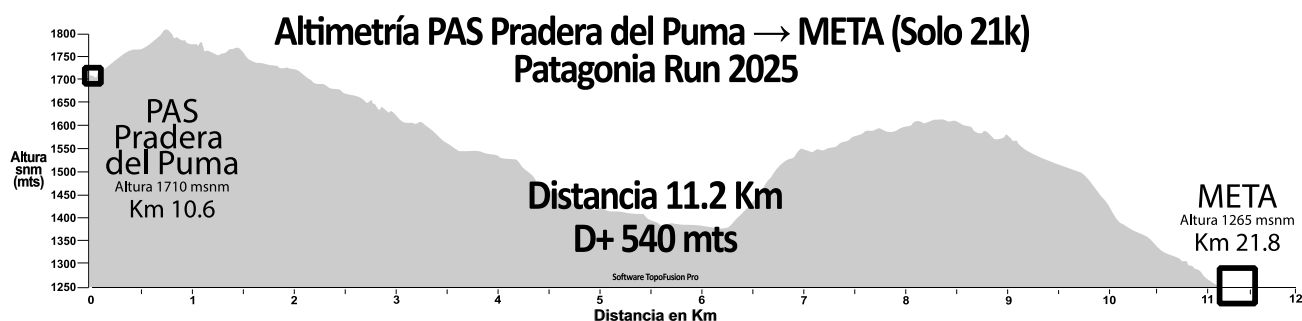 Altimetría PAS Pradera del Puma → META (Solo 21k)
Patagonia Run 2025
1800
1750
1700
1650
1600
1550
1500
1450
1400
1350
1300
1250
Altura
snm
(mts)
PAS
Pradera
del Puma
Altura 1710 msnm
Km 10.6
Distancia 11.2 Km
D+ 540 mts
Software TopoFusion Pro
META
Altura 1265 msnm
Km 21.8
0 1 2 3 4 5 6 7 8 9 10 11 12
Distancia en Km